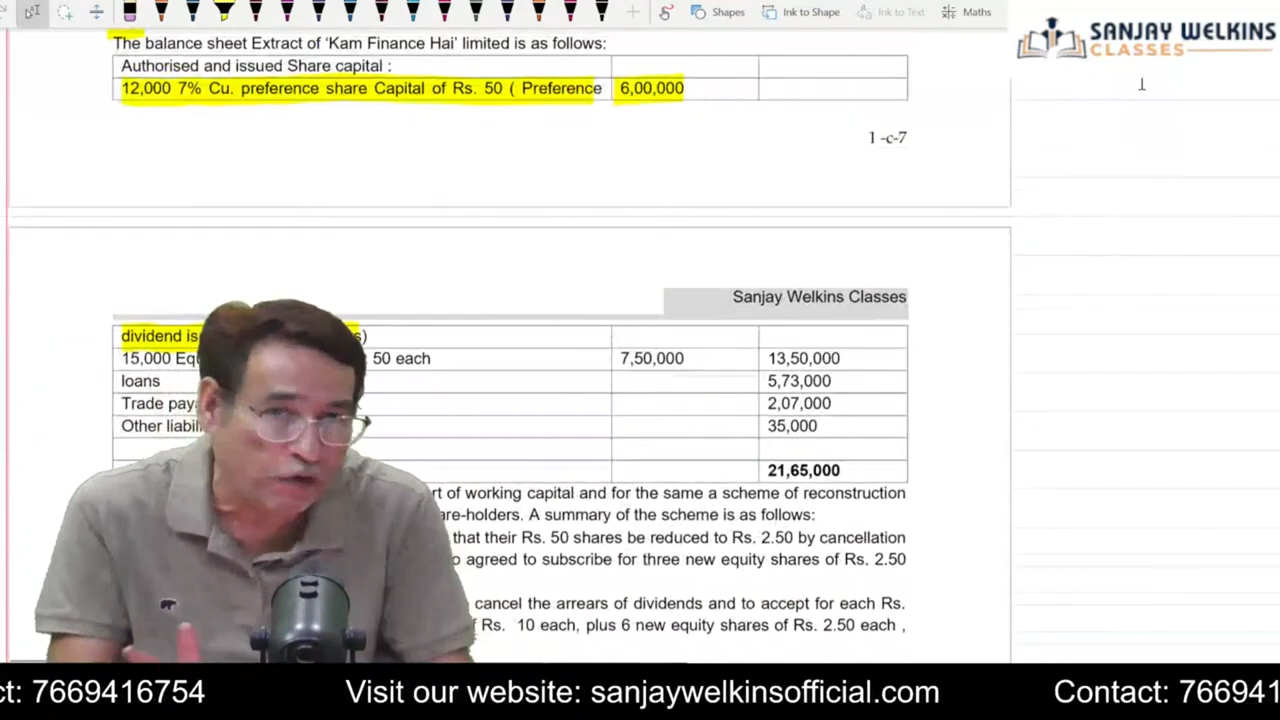 Shapes
Ink to Shape
Ink to Text
Maths
SANJAY WELKINS
CLASSES
The balance sheet Extract of ‘Kam Finance Hai’ limited is as follows:
Authorised and issued Share capital :
12,000 7% Cu. preference share Capital of Rs. 50 ( Preference 6,00,000
1 -c-7
Sanjay Welkins Classes
dividend is )
15,000 50 each 7,50,000 13,50,000
loans 5,73,000
Trade 2,07,000
Other 35,000
21,65,000
of working capital and for the same a scheme of reconstruction
A summary of the scheme is as follows:
that their Rs. 50 shares be reduced to Rs. 2.50 by cancellation
agreed to subscribe for three new equity shares of Rs. 2.50
cancel the arrears of dividends and to accept for each Rs.
Rs. 10 each, plus 6 new equity shares of Rs. 2.50 each ,
ct: 7669416754 Visit our website: sanjaywelkinsofficial.com Contact: 766941